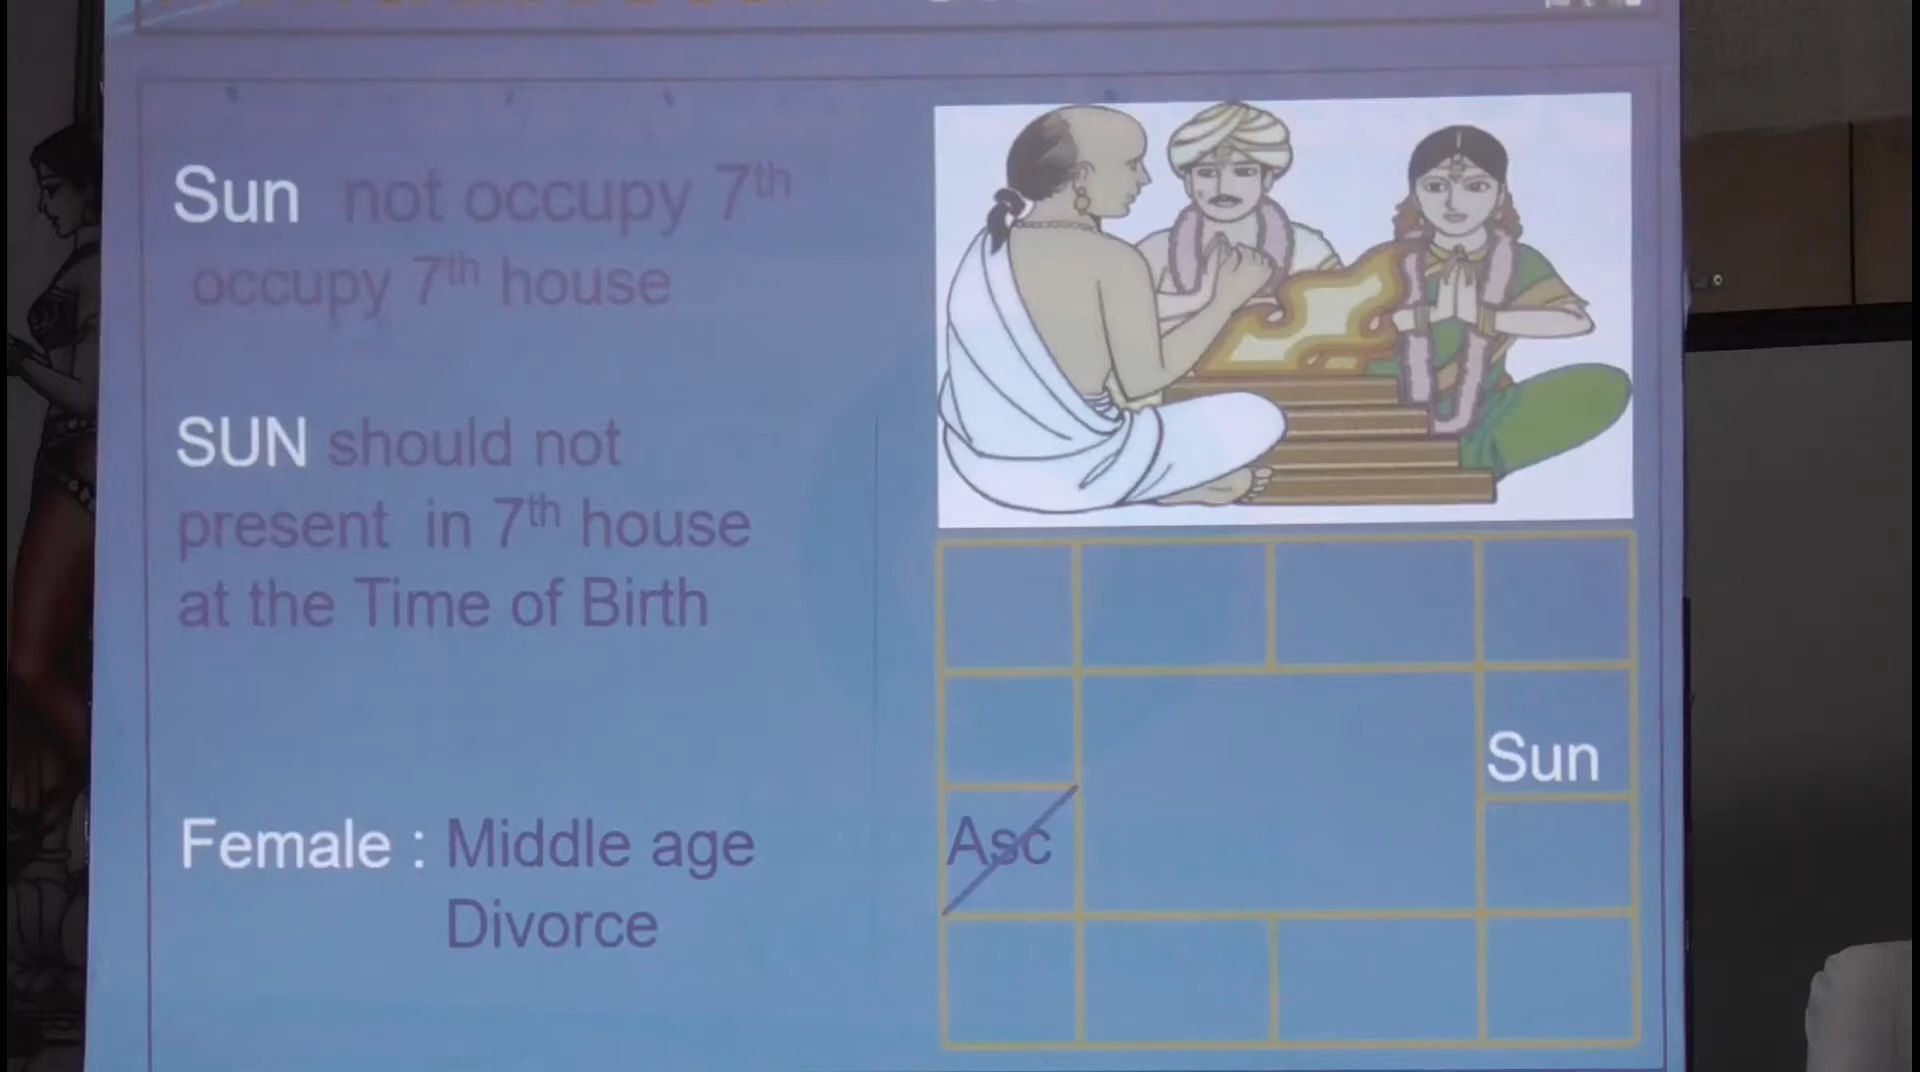 Sun not occupy 7th
occupy 7th house
SUN should not
present in 7th house
at the Time of Birth
Female : Middle age
Divorce
Sun
Asc